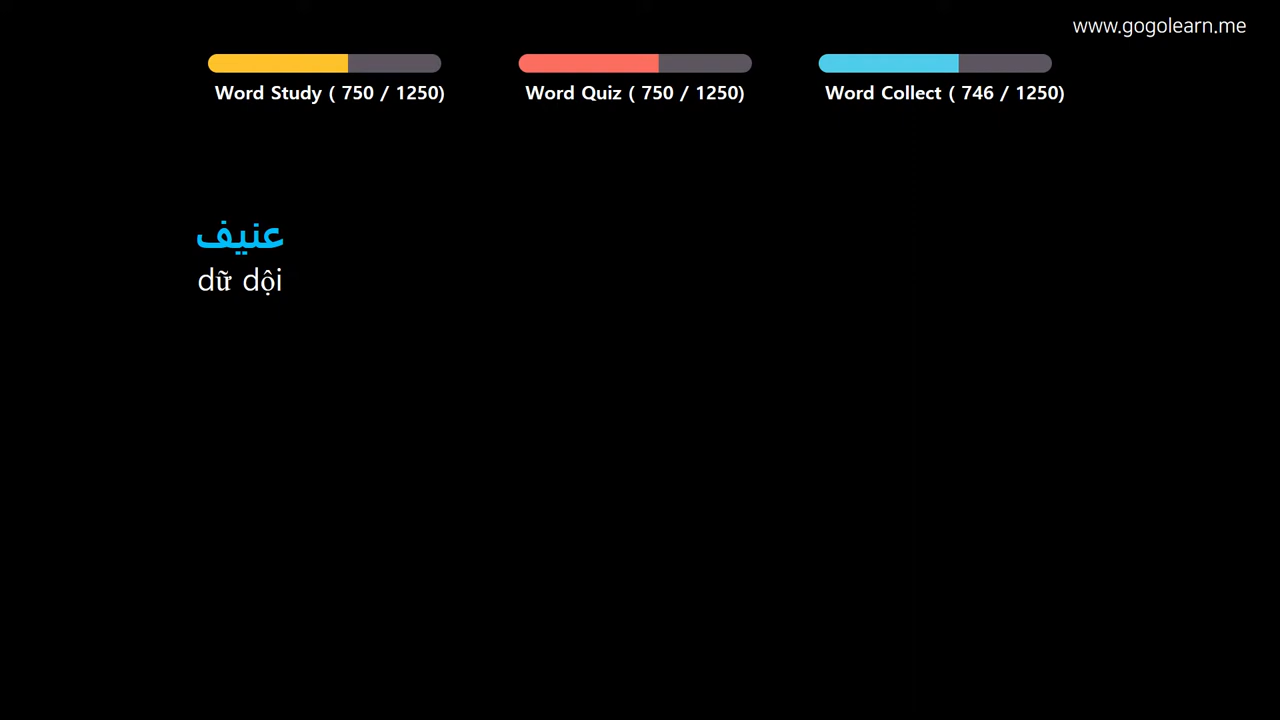 www.gogolearn.me
Word Study ( 750 / 1250)
Word Quiz ( 750 / 1250)
Word Collect ( 746 / 1250)
عنيف
dữ dội